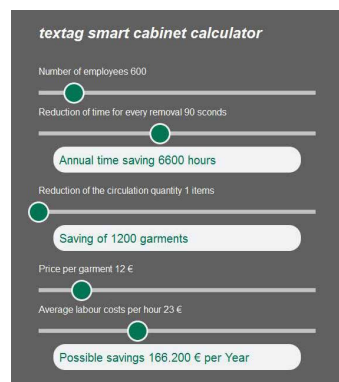 textag smart cabinet calculator
Number of employees 600
Reduction of time for every removal 90 sconds
Annual time saving 6600 hours
Reduction of the circulation quantity 1 items
Saving of 1200 garments
Price per garment 12 €
Average labour costs per hour 23 €
Possible savings 166.200 € per Year